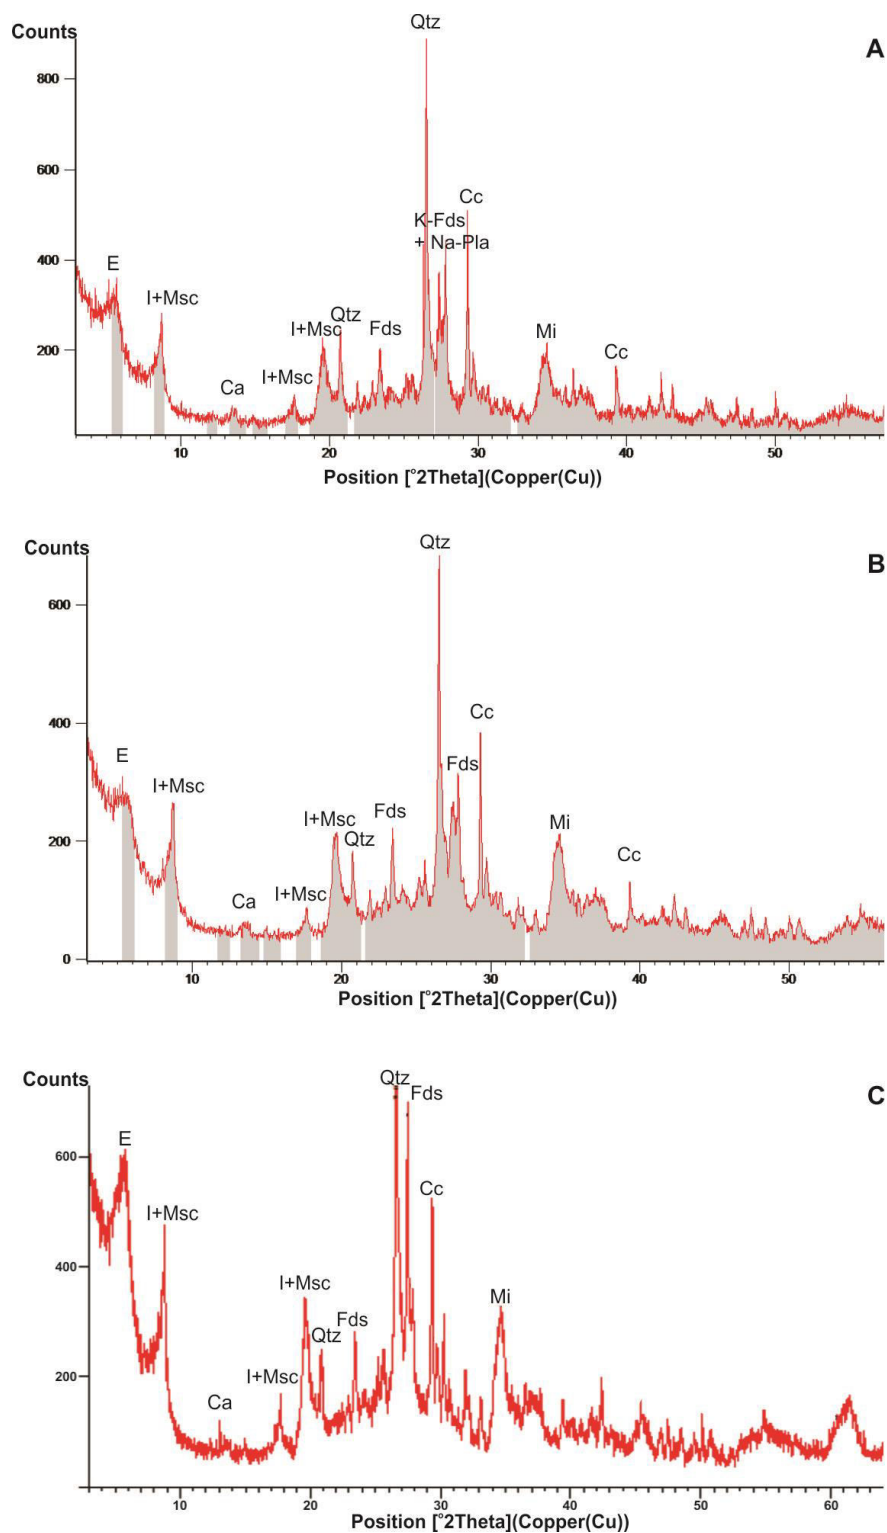 Counts
Qtz
A
800
600
Cc
K-Fds
+ Na-Pla
400
E
I+Msc
I+Msc
Qtz
Fds
Mi
200
Cc
Ca
I+Msc
10
20
30
40
50
Position [°2Theta](Copper(Cu))
Counts
Qtz
B
600
400
Cc
E
Fds
I+Msc
I+Msc
Fds
Mi
200
Qtz
Cc
Ca
I+Msc
0
10
20
30
40
50
Position [°2Theta](Copper(Cu))
Counts
Qtz
Fds
C
600
E
I+Msc
Cc
400
I+Msc
Mi
Qtz
Fds
200
I+Msc
Ca
10
20
30
40
50
60
Position [°2Theta](Copper(Cu))